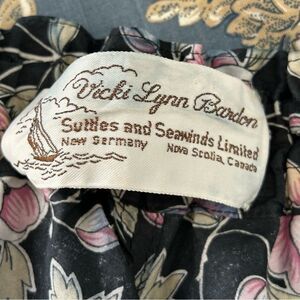 Vicki Lynn Bardon
Suttles and Seawinds Limited
New Germany Nova Scotia, Canada